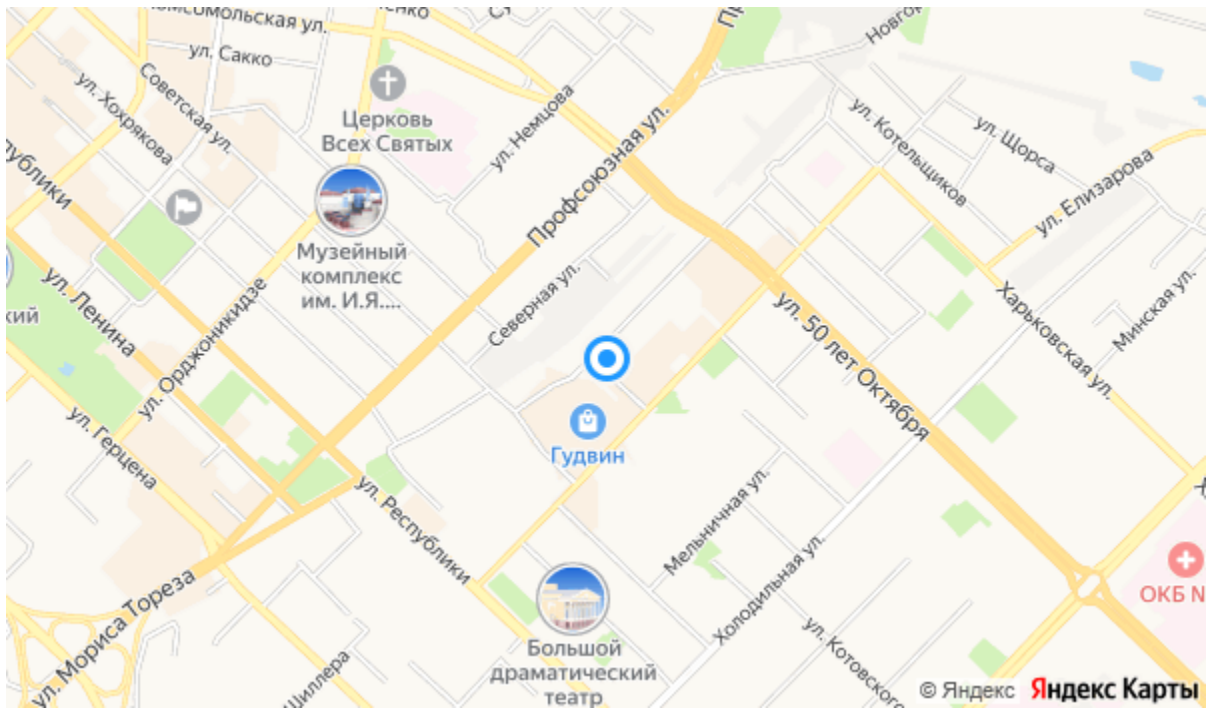 Комсомольская ул.
ул. Сакко
Советская ул.
ул. Хохрякова
Церковь
Всех Святых
ул. Немцова
Профсоюзная ул.
ул. Котельщиков
ул. Щорса
ул. Елизарова
Музейный
комплекс
им. И.Я....
Северная ул.
ул. Ленина
ул. Орджоникидзе
ул. 50 лет Октября
Харьковская ул.
Минская ул.
ул. Герцена
Гудвин
ул. Республики
Мельничная ул.
Холодильная ул.
ул. Мориса Тореза
Большой
драматический
театр
ул. Котовского
ОКБ N
Шиллера
© Яндекс Яндекс Карты